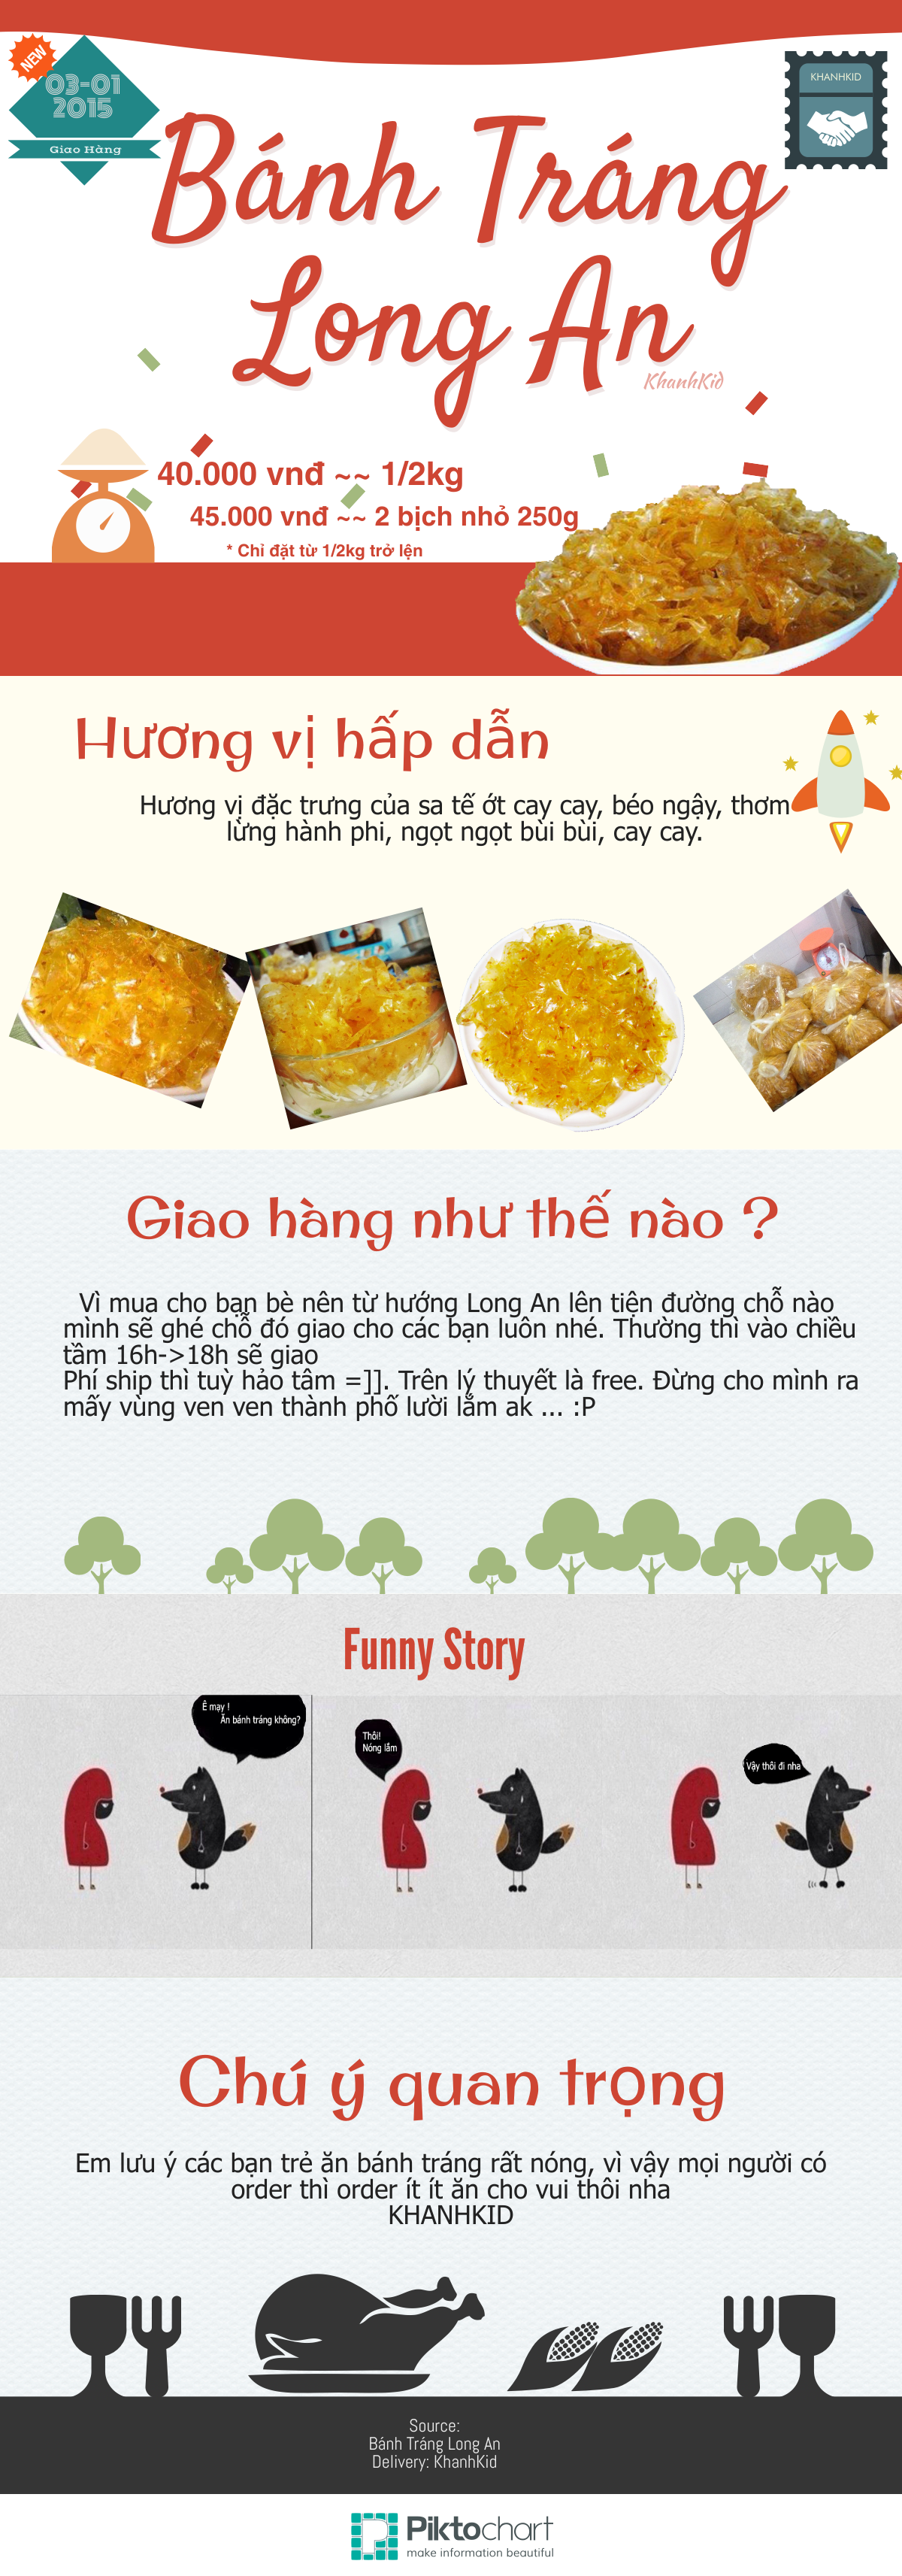 NEW
03-01
2015
Giao Hàng
KHANHKID
Bánh Tráng
Long An
KhanhKid
40.000 vnđ ~~ 1/2kg
45.000 vnđ ~~ 2 bịch nhỏ 250g
* Chỉ đặt từ 1/2kg trở lện
Hương vị hấp dẫn
Hương vị đặc trưng của sa tế ớt cay cay, béo ngậy, thơm
lừng hành phi, ngọt ngọt bùi bùi, cay cay.
Giao hàng như thế nào ?
Vì mua cho bạn bè nên từ hướng Long An lên tiện đường chỗ nào
mình sẽ ghé chỗ đó giao cho các bạn luôn nhé. Thường thì vào chiều
tầm 16h->18h sẽ giao
Phí ship thì tuỳ hảo tâm =]]. Trên lý thuyết là free. Đừng cho mình ra
mấy vùng ven ven thành phố lười lắm ak ... :P
Funny Story
Ê mạy !
Ăn bánh tráng không?
Thôi!
Nóng lắm
Vậy thôi đi nha
Chú ý quan trọng
Em lưu ý các bạn trẻ ăn bánh tráng rất nóng, vì vậy mọi người có
order thì order ít ít ăn cho vui thôi nha
KHANHKID
Source:
Bánh Tráng Long An
Delivery: KhanhKid
Piktochart
make information beautiful